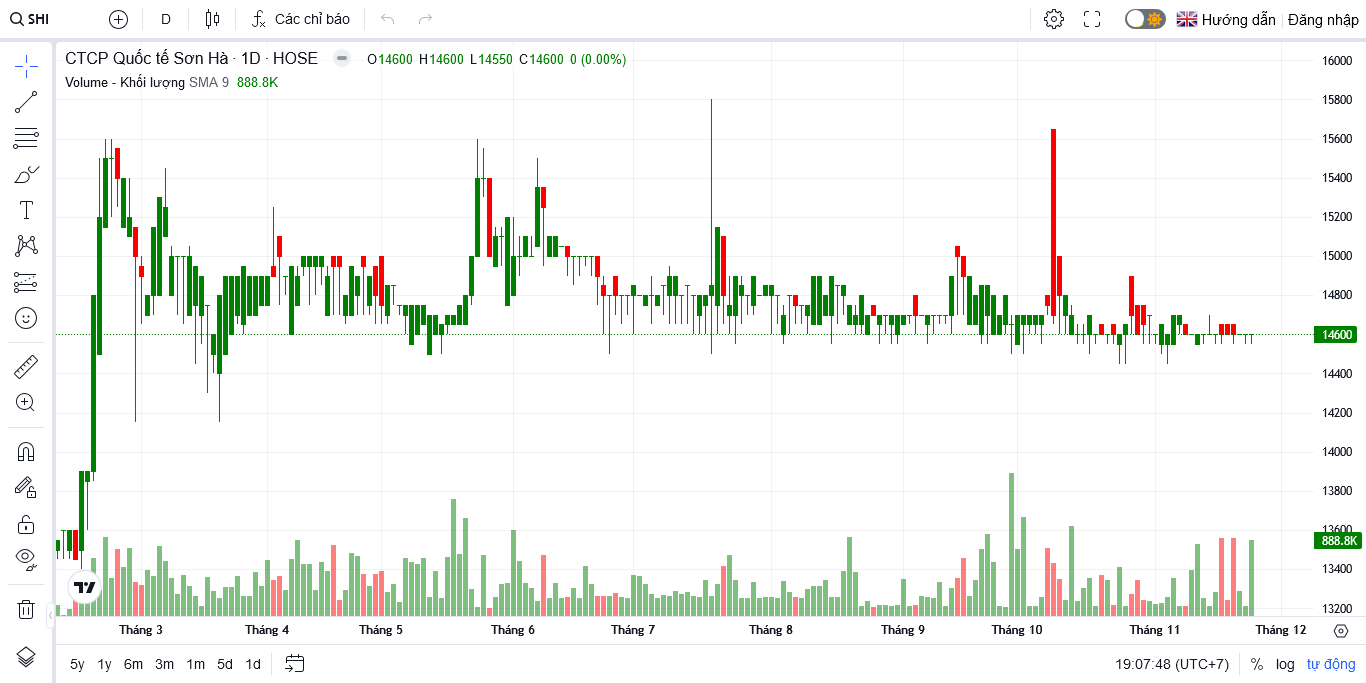 SHI
D
Các chỉ báo
Hướng dẫn
Đăng nhập
CTCP Quốc tế Sơn Hà · 1D · HOSE
O14600 H14600 L14550 C14600 0 (0.00%)
Volume - Khối lượng SMA 9 888.8K
16000
15800
15600
15400
15200
15000
14800
14600
14400
14200
14000
13800
13600
888.8K
13400
13200
Tháng 3 Tháng 4 Tháng 5 Tháng 6 Tháng 7 Tháng 8 Tháng 9 Tháng 10 Tháng 11 Tháng 12
5y 1y 6m 3m 1m 5d 1d
19:07:48 (UTC+7) % log tự động